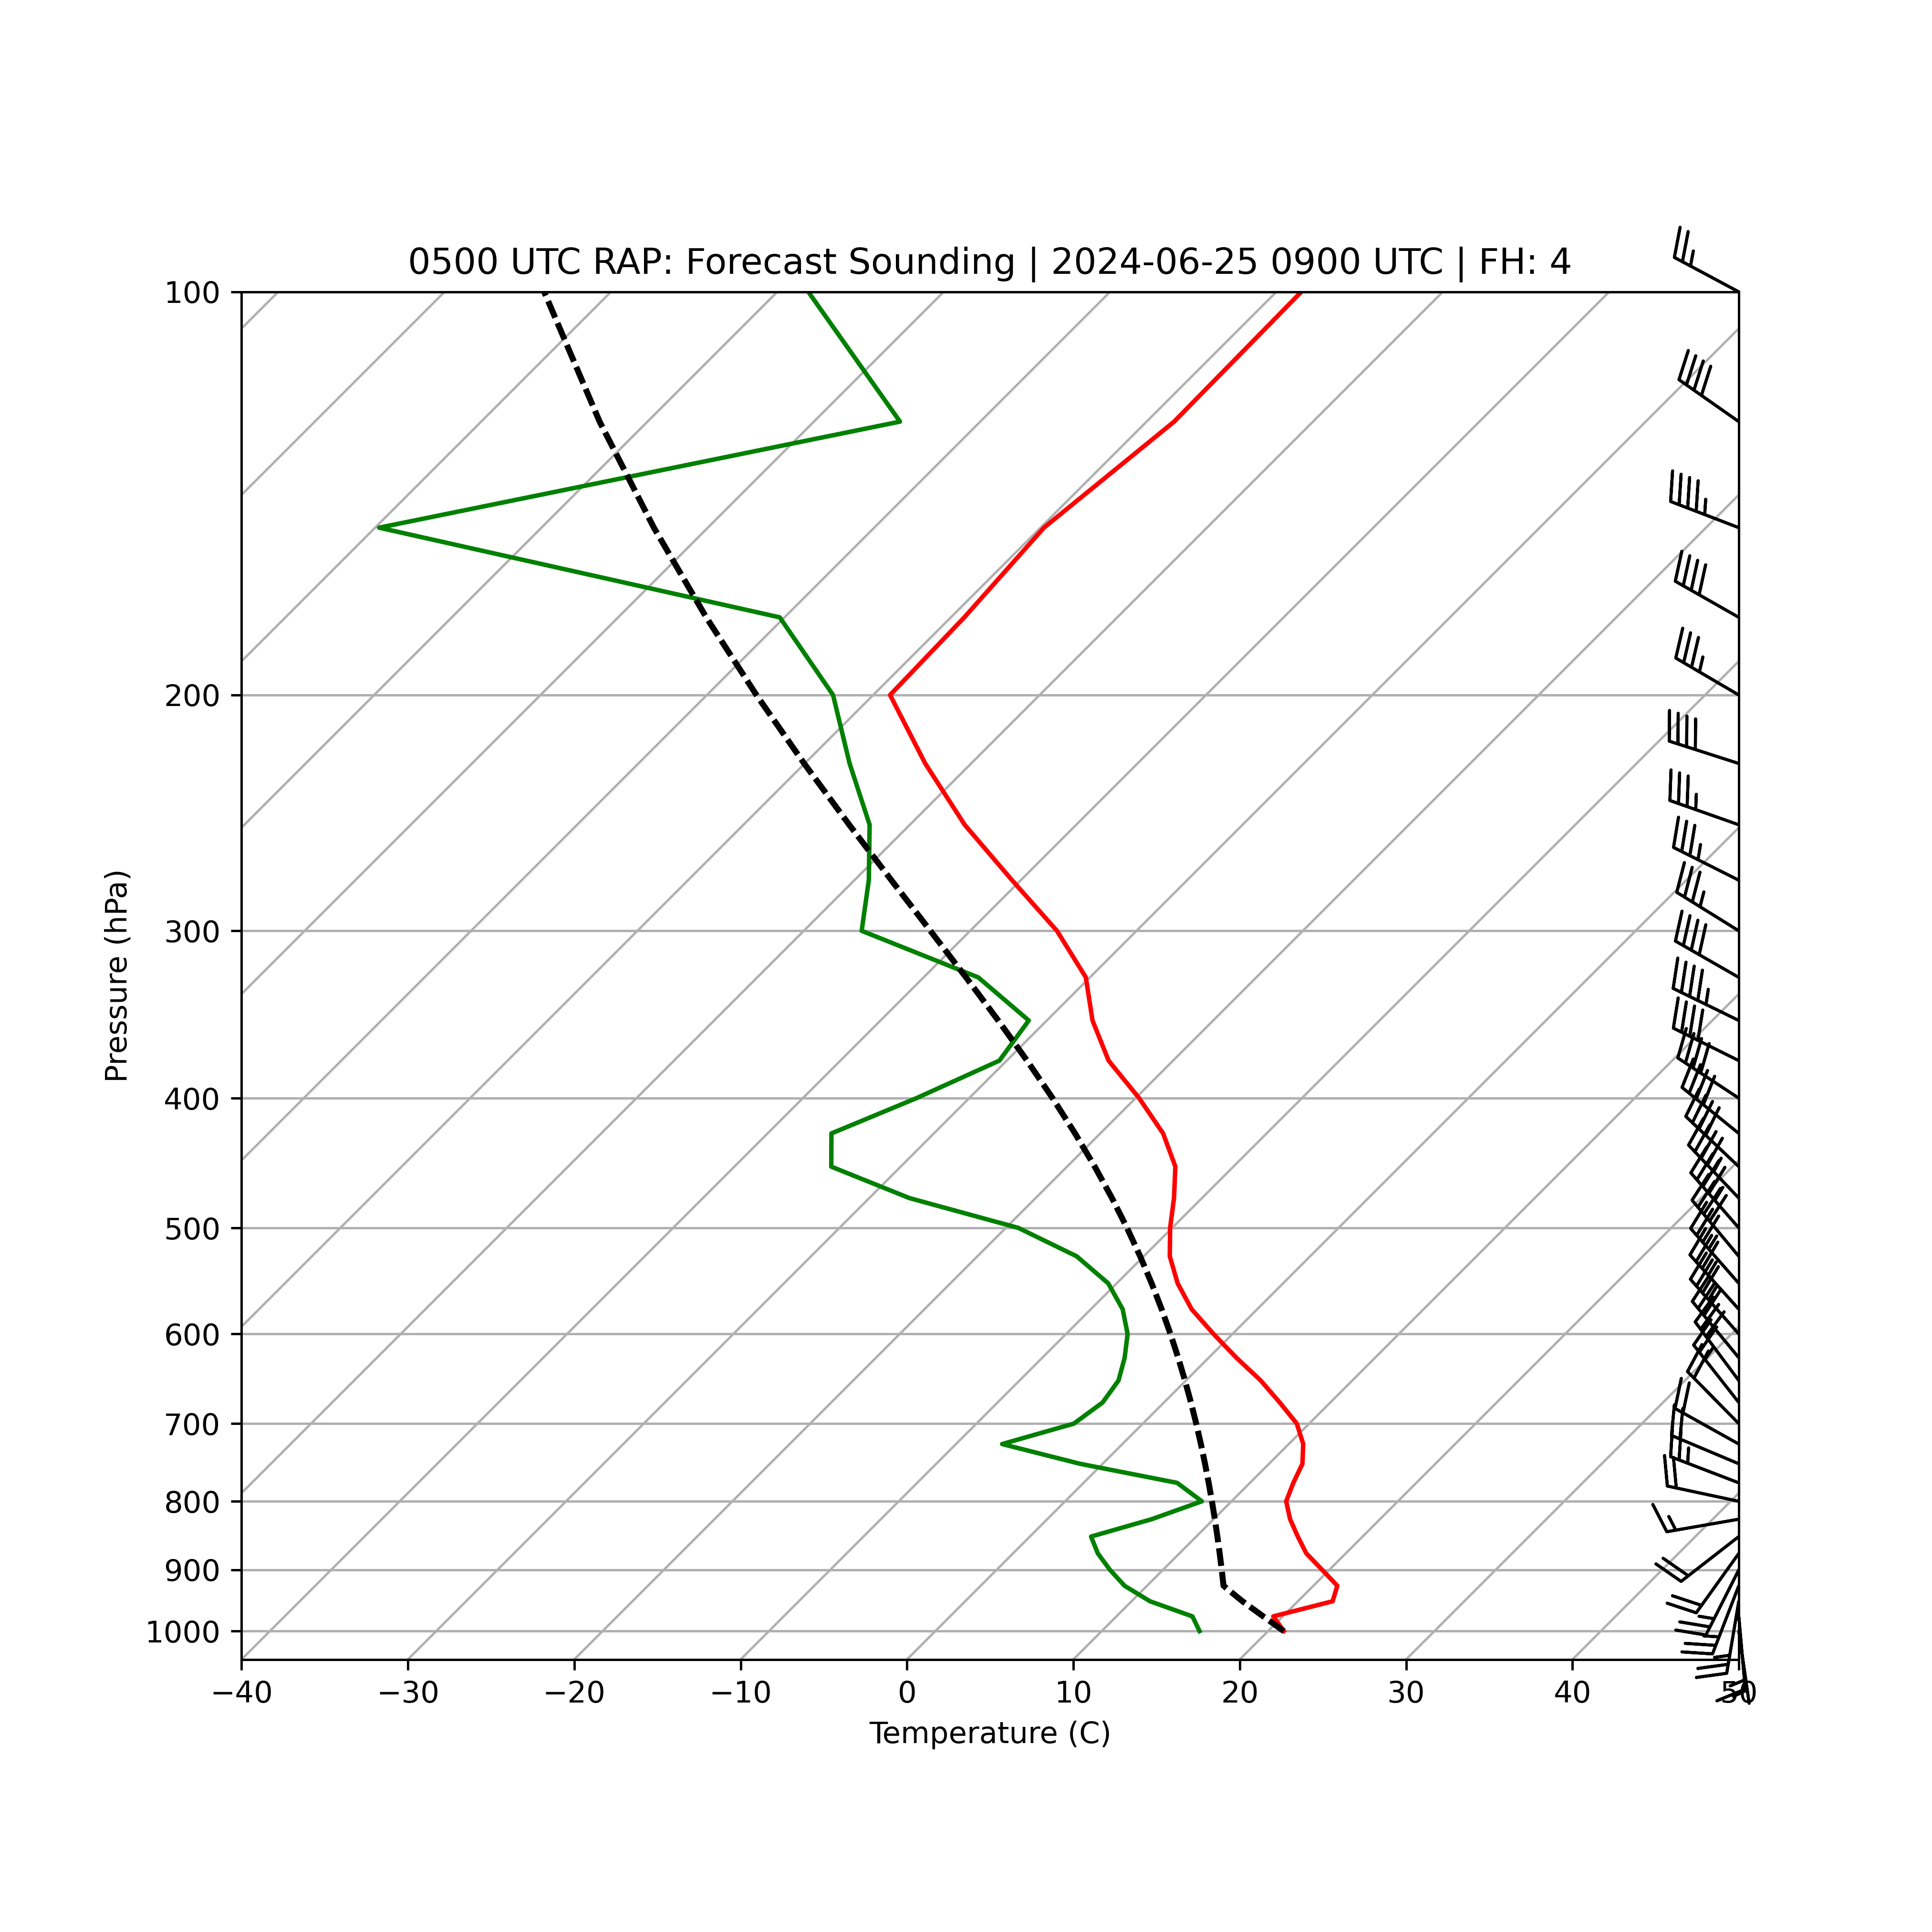 0500 UTC RAP: Forecast Sounding | 2024-06-25 0900 UTC | FH: 4
100
200
300
400
500
600
700
800
900
1000
Pressure (hPa)
−40 −30 −20 −10 0 10 20 30 40 50
Temperature (C)